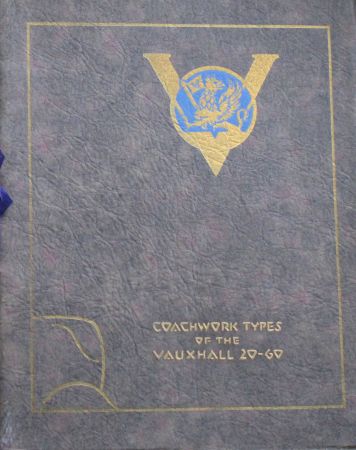 V
COACHWORK TYPES
OF THE
VAUXHALL 20-60